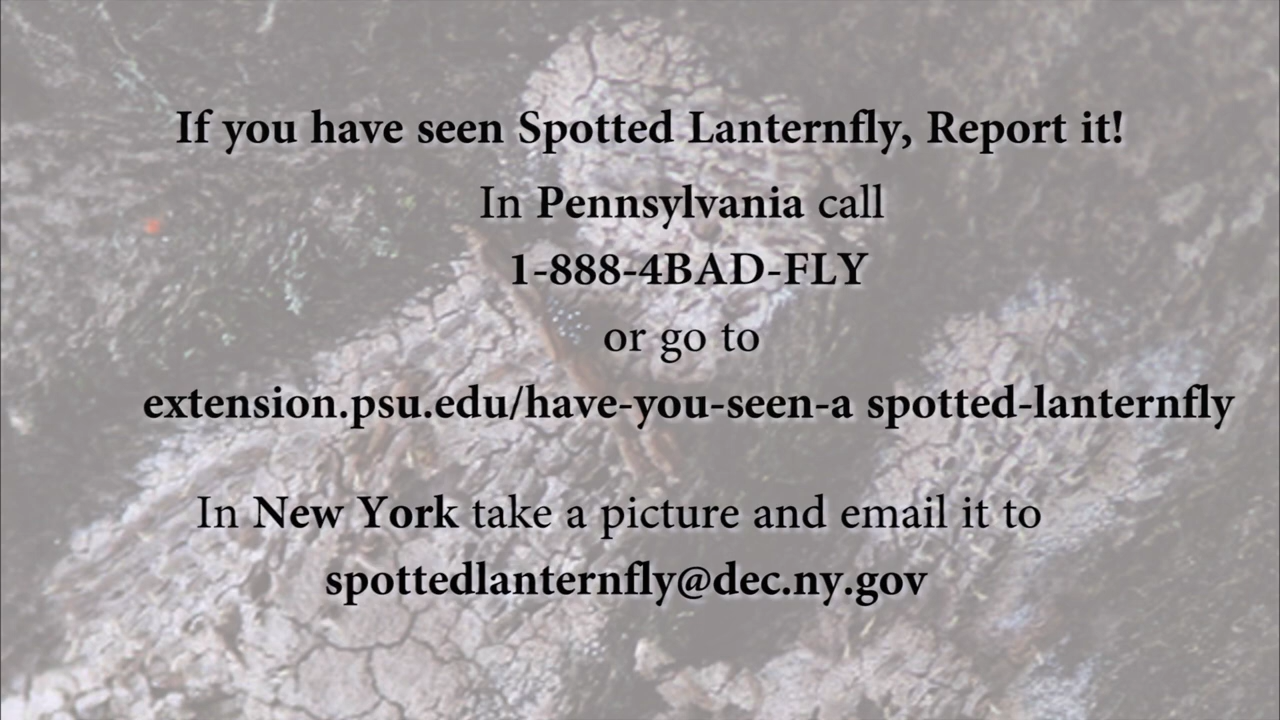 If you have seen Spotted Lanternfly, Report it!
In Pennsylvania call
1-888-4BAD-FLY
or go to
extension.psu.edu/have-you-seen-a spotted-lanternfly
In New York take a picture and email it to
spottedlanternfly@dec.ny.gov